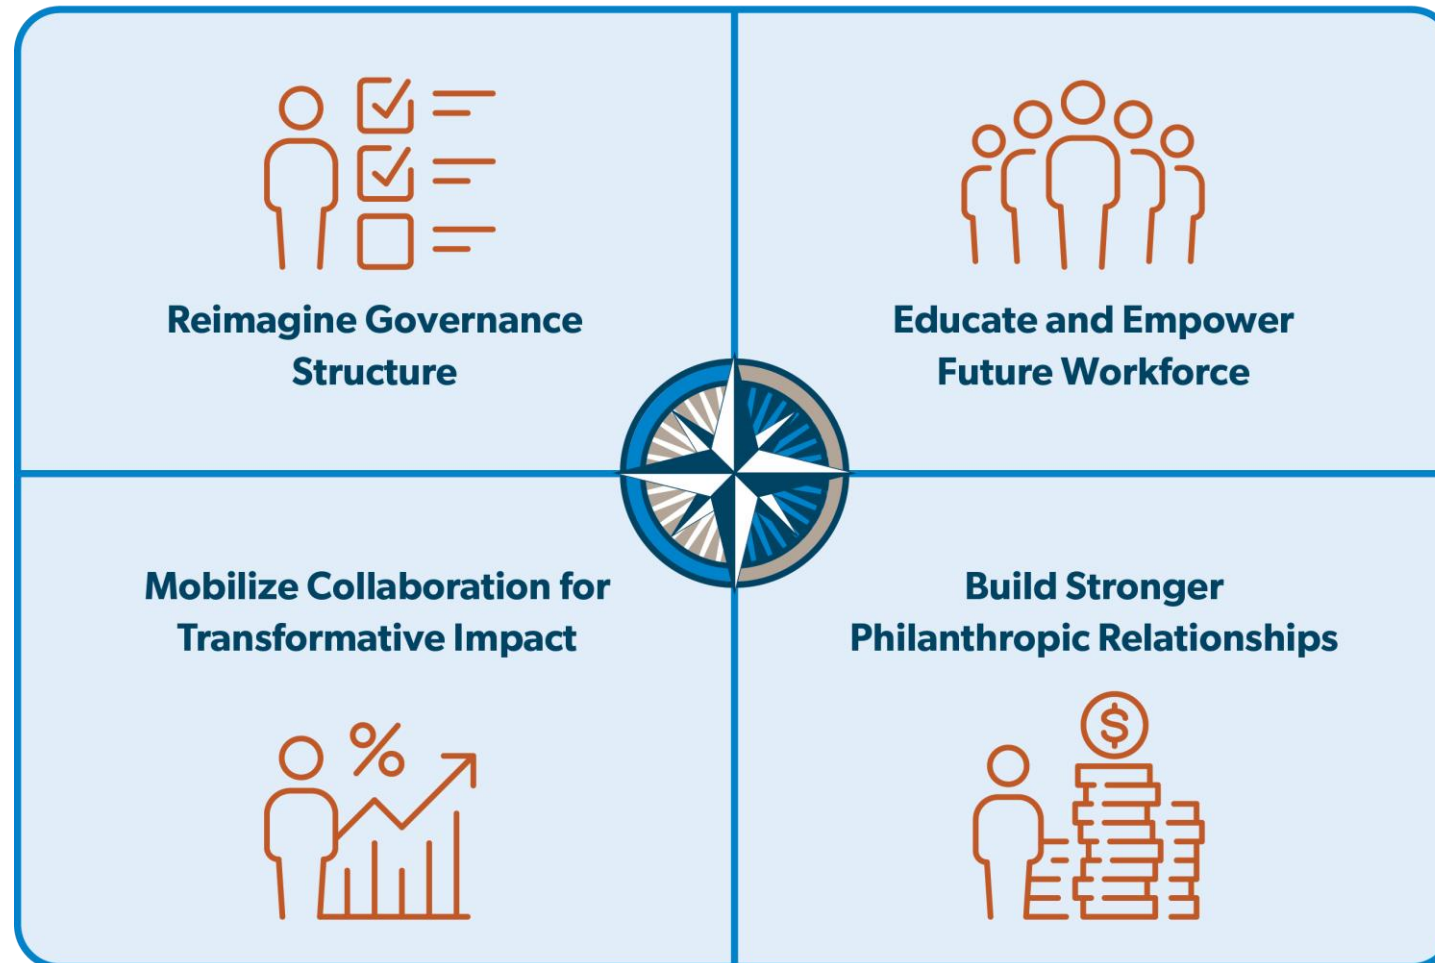 Reimagine Governance
Structure
Educate and Empower
Future Workforce
Mobilize Collaboration for
Transformative Impact
%
Build Stronger
Philanthropic Relationships
$